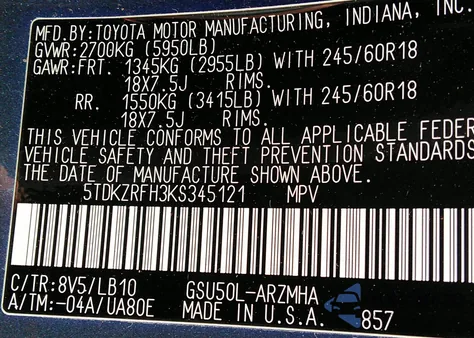 MFD.BY:TOYOTA MOTOR MANUFACTURING, INDIANA, INC.
GVWR:2700KG (5950LB)
GAWR:FRT. 1345KG (2955LB) WITH 245/60R18
18X7.5J RIMS.
RR. 1550KG (3415LB) WITH 245/60R18
18X7.5J RIMS.
THIS VEHICLE CONFORMS TO ALL APPLICABLE FEDER
VEHICLE SAFETY AND THEFT PREVENTION STANDARDS
THE DATE OF MANUFACTURE SHOWN ABOVE.
5TDKZRFH3KS345121 MPV
C/TR:8V5/LB10 GSU50L-ARZMHA
A/TM:-04A/UA80E MADE IN U.S.A. 857